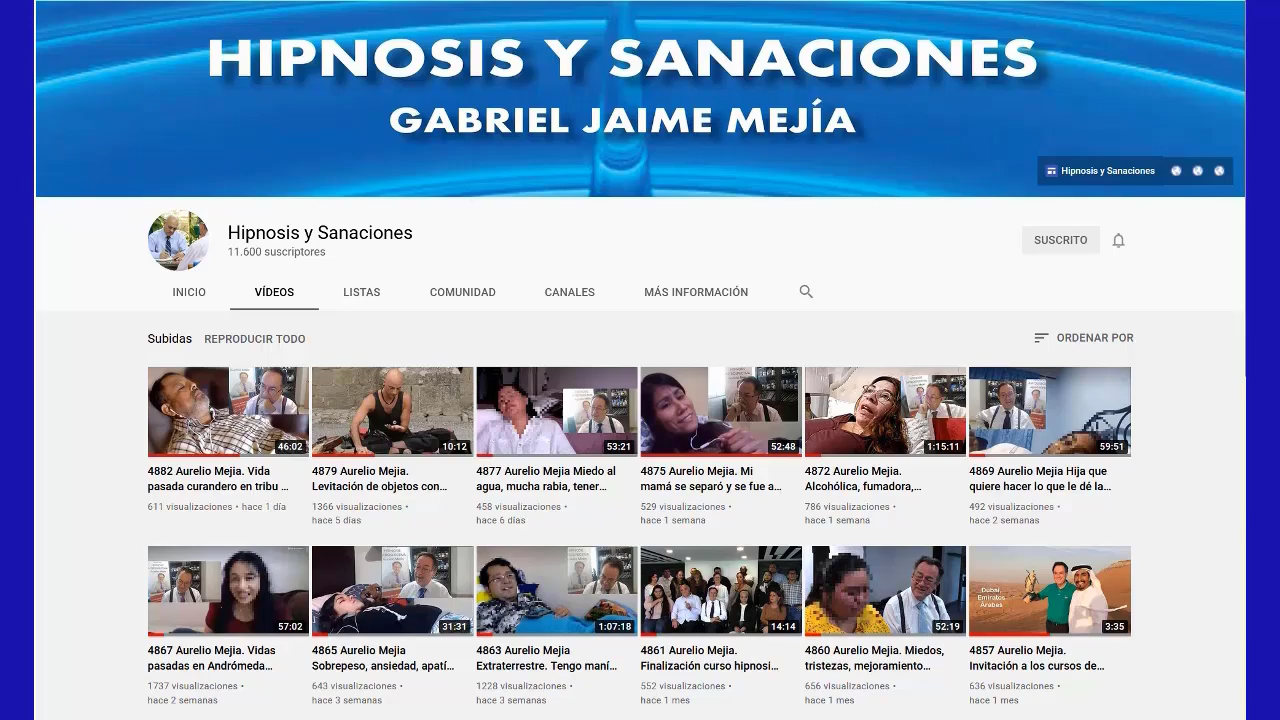 HIPNOSIS Y SANACIONES
GABRIEL JAIME MEJÍA
Hipnosis y Sanaciones
Hipnosis y Sanaciones
11.600 suscriptores
SUSCRITO
INICIO
VÍDEOS
LISTAS
COMUNIDAD
CANALES
MÁS INFORMACIÓN
Subidas
REPRODUCIR TODO
ORDENAR POR
46:02
10:12
53:21
52:48
1:15:11
59:51
4882 Aurelio Mejia. Vida
pasada curandero en tribu ...
611 visualizaciones • hace 1 día
4879 Aurelio Mejia.
Levitación de objetos con...
1366 visualizaciones •
hace 5 días
4877 Aurelio Mejia Miedo al
agua, mucha rabia, tener...
458 visualizaciones •
hace 6 días
4875 Aurelio Mejia. Mi
mamá se separó y se fue a...
529 visualizaciones •
hace 1 semana
4872 Aurelio Mejia.
Alcohólica, fumadora,...
786 visualizaciones •
hace 1 semana
4869 Aurelio Mejia Hija que
quiere hacer lo que le dé la...
492 visualizaciones •
hace 2 semanas
57:02
31:31
1:07:18
14:14
52:19
Dubai,
Emiratos
Árabes
3:35
4867 Aurelio Mejia. Vidas
pasadas en Andrómeda...
1737 visualizaciones •
hace 2 semanas
4865 Aurelio Mejia
Sobrepeso, ansiedad, apatí...
643 visualizaciones •
hace 3 semanas
4863 Aurelio Mejia
Extraterrestre. Tengo maní...
1228 visualizaciones •
hace 3 semanas
4861 Aurelio Mejia.
Finalización curso hipnosi...
552 visualizaciones •
hace 1 mes
4860 Aurelio Mejia. Miedos,
tristezas, mejoramiento...
656 visualizaciones •
hace 1 mes
4857 Aurelio Mejia.
Invitación a los cursos de...
636 visualizaciones •
hace 1 mes